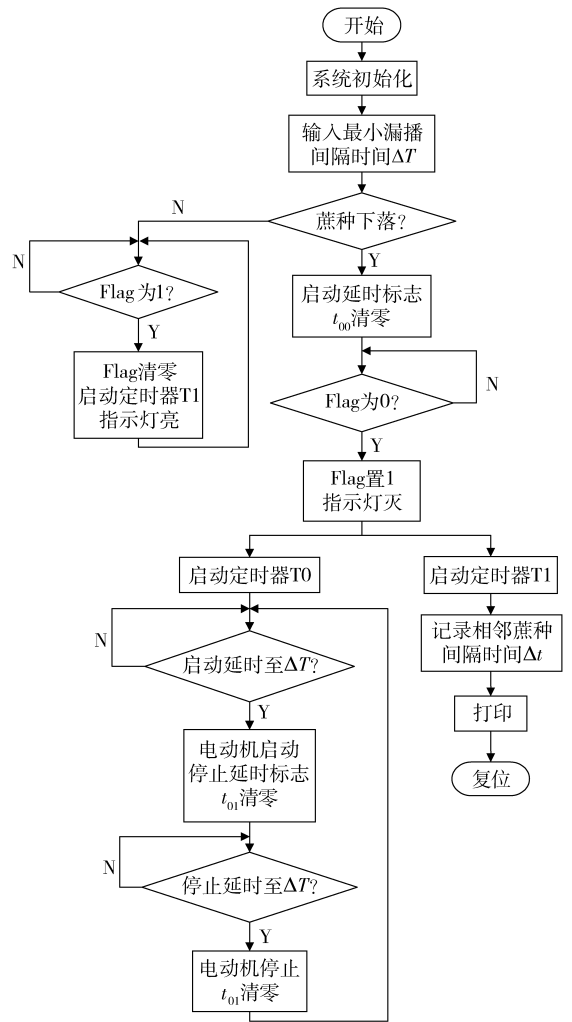 开始
系统初始化
输入最小漏播
间隔时间ΔT
蔗种下落?
N
Y
N
Flag 为1?
Y
Flag清零
启动定时器T1
指示灯亮
启动延时标志
t₀₀清零
Flag为0?
N
Y
Flag置1
指示灯灭
启动定时器T0
N
启动延时至ΔT?
Y
电动机启动
停止延时标志
t₀₁清零
N
停止延时至ΔT?
Y
电动机停止
t₀₁清零
启动定时器T1
记录相邻蔗种
间隔时间Δt
打印
复位